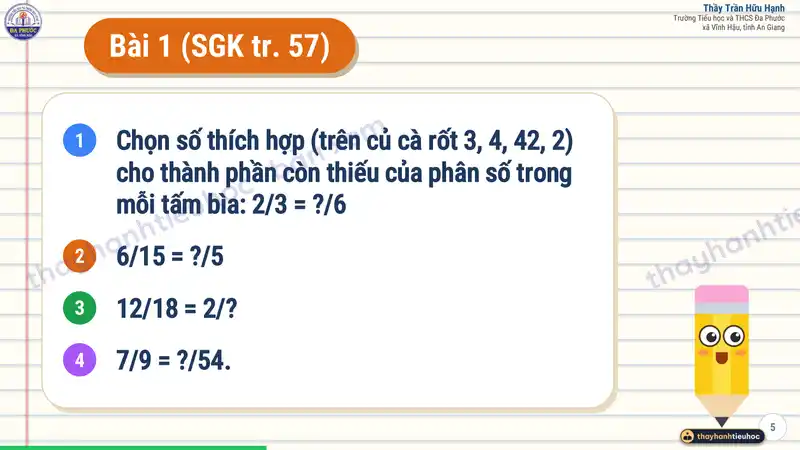 Thầy Trần Hữu Hạnh
Trường Tiểu học và THCS Đa Phước
xã Vĩnh Hậu, tỉnh An Giang
ĐA PHƯỚC
Bài 1 (SGK tr. 57)
1 Chọn số thích hợp (trên củ cà rốt 3, 4, 42, 2)
cho thành phần còn thiếu của phân số trong
mỗi tấm bìa: 2/3 = ?/6
2 6/15 = ?/5
3 12/18 = 2/?
4 7/9 = ?/54.
thayhanhtieuhoc
5